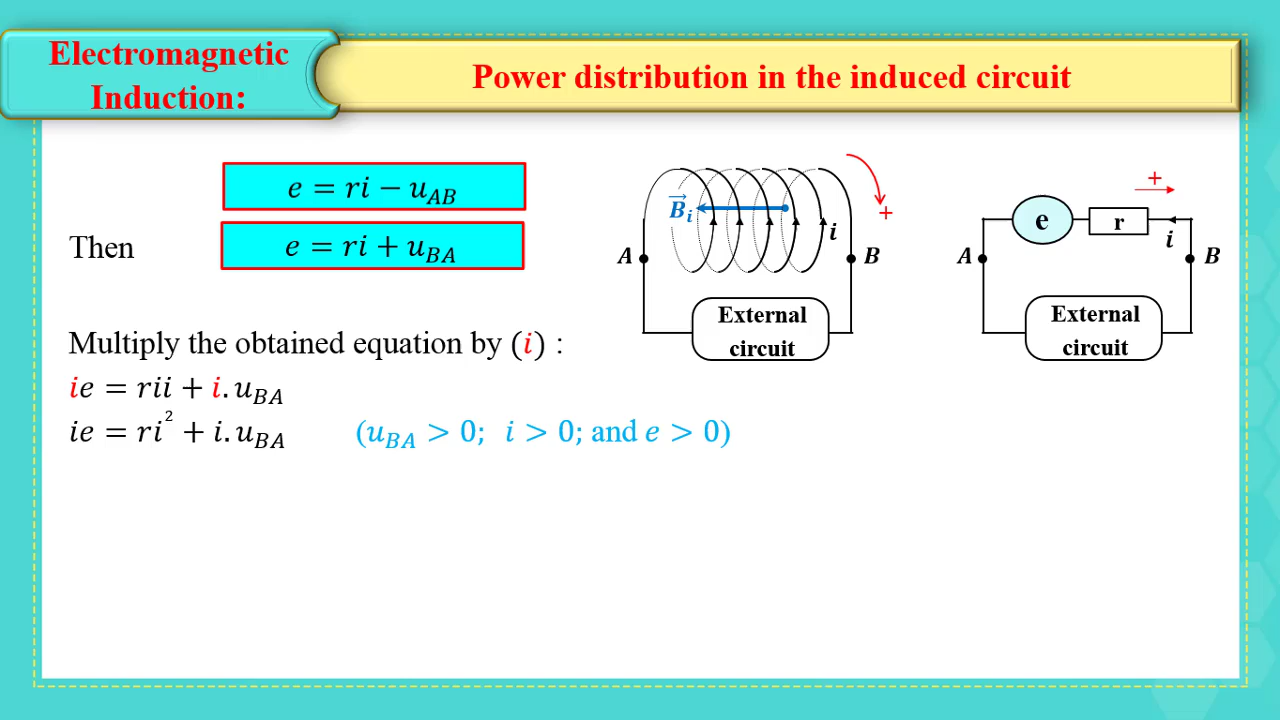 Electromagnetic
Induction:
Power distribution in the induced circuit
e = ri − u_AB
Then
e = ri + u_BA
Multiply the obtained equation by (i) :
ie = rii + i. u_BA
ie = ri² + i. u_BA (u_BA > 0; i > 0; and e > 0)
B⃗_i
i
+
A
B
External
circuit
+
e
r
i
A
B
External
circuit